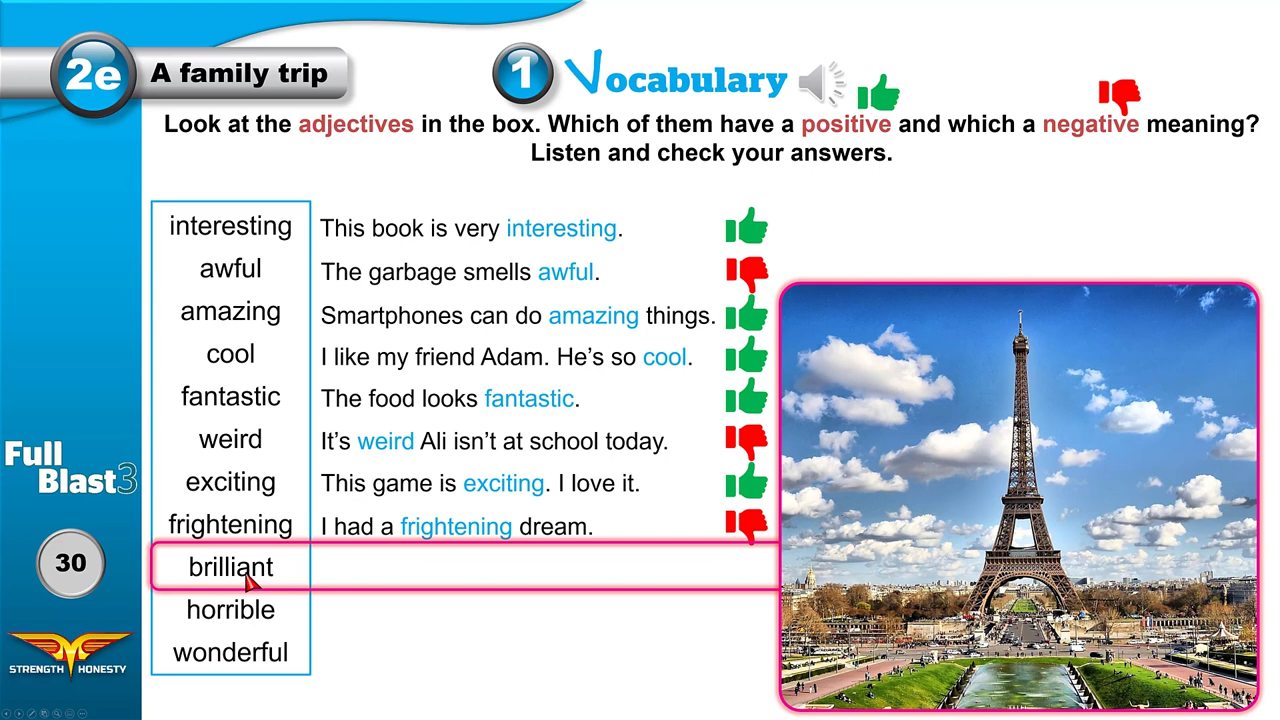 2e A family trip
1 Vocabulary
Look at the adjectives in the box. Which of them have a positive and which a negative meaning?
Listen and check your answers.
interesting This book is very interesting.
awful The garbage smells awful.
amazing Smartphones can do amazing things.
cool I like my friend Adam. He's so cool.
fantastic The food looks fantastic.
weird It's weird Ali isn't at school today.
exciting This game is exciting. I love it.
frightening I had a frightening dream.
brilliant
horrible
wonderful
Full
Blast3
30
STRENGTH HONESTY